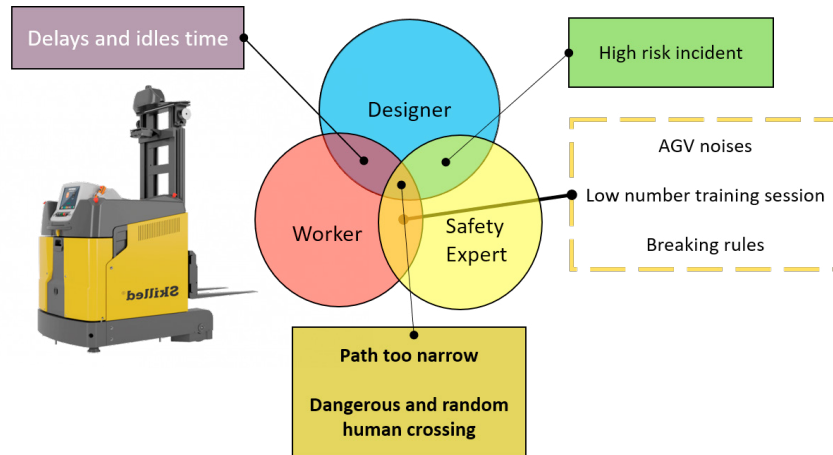 Delays and idles time
High risk incident
Designer
AGV noises
Low number training session
Breaking rules
Worker
Safety
Expert
Skilled
Path too narrow
Dangerous and random
human crossing